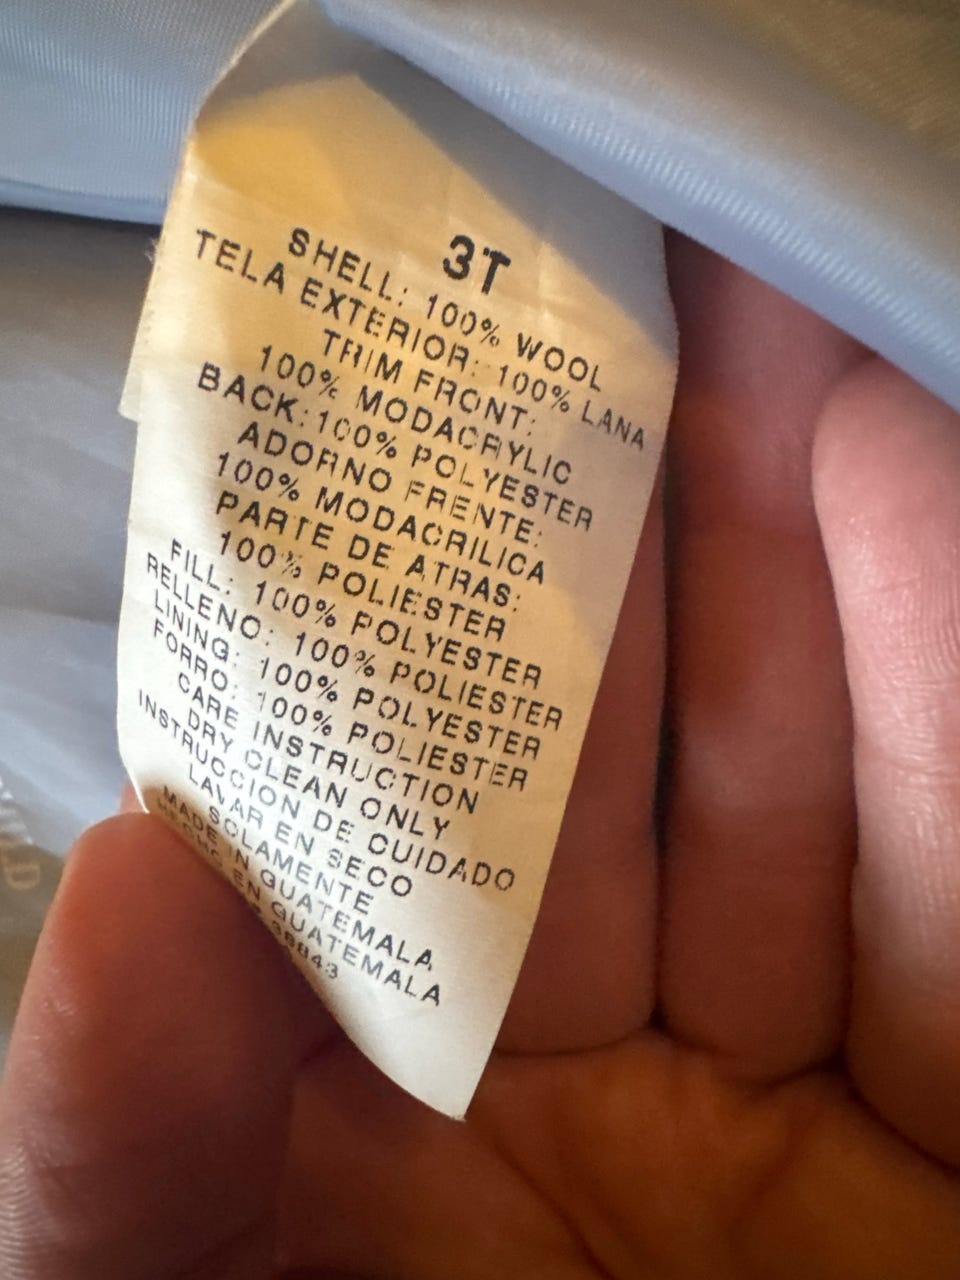 3T
SHELL: 100% WOOL
TELA EXTERIOR: 100% LANA
TRIM FRONT:
100% MODACRYLIC
BACK: 100% POLYESTER
ADORNO FRENTE:
100% MODACRILICA
PARTE DE ATRAS:
100% POLIESTER
FILL: 100% POLYESTER
RELLENO: 100% POLIESTER
LINING: 100% POLYESTER
FORRO: 100% POLIESTER
CARE INSTRUCTION
DRY CLEAN ONLY
INSTRUCCION DE CUIDADO
LAVAR EN SECO
SOLAMENTE
MADE IN GUATEMALA
HECHO EN GUATEMALA